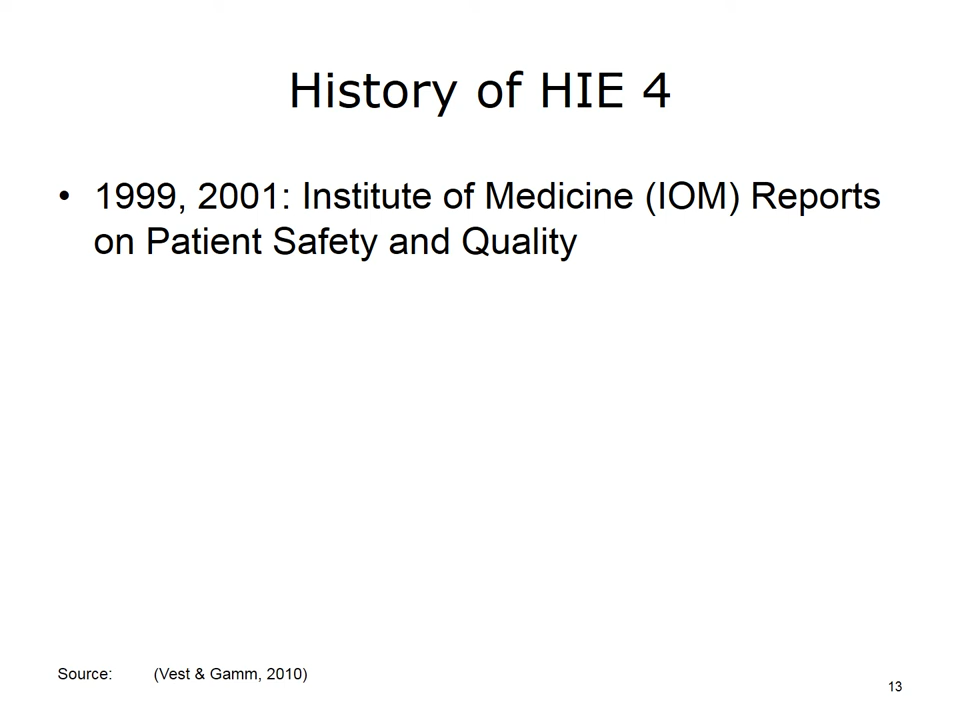 History of HIE 4
• 1999, 2001: Institute of Medicine (IOM) Reports
on Patient Safety and Quality
Source: (Vest & Gamm, 2010)
13